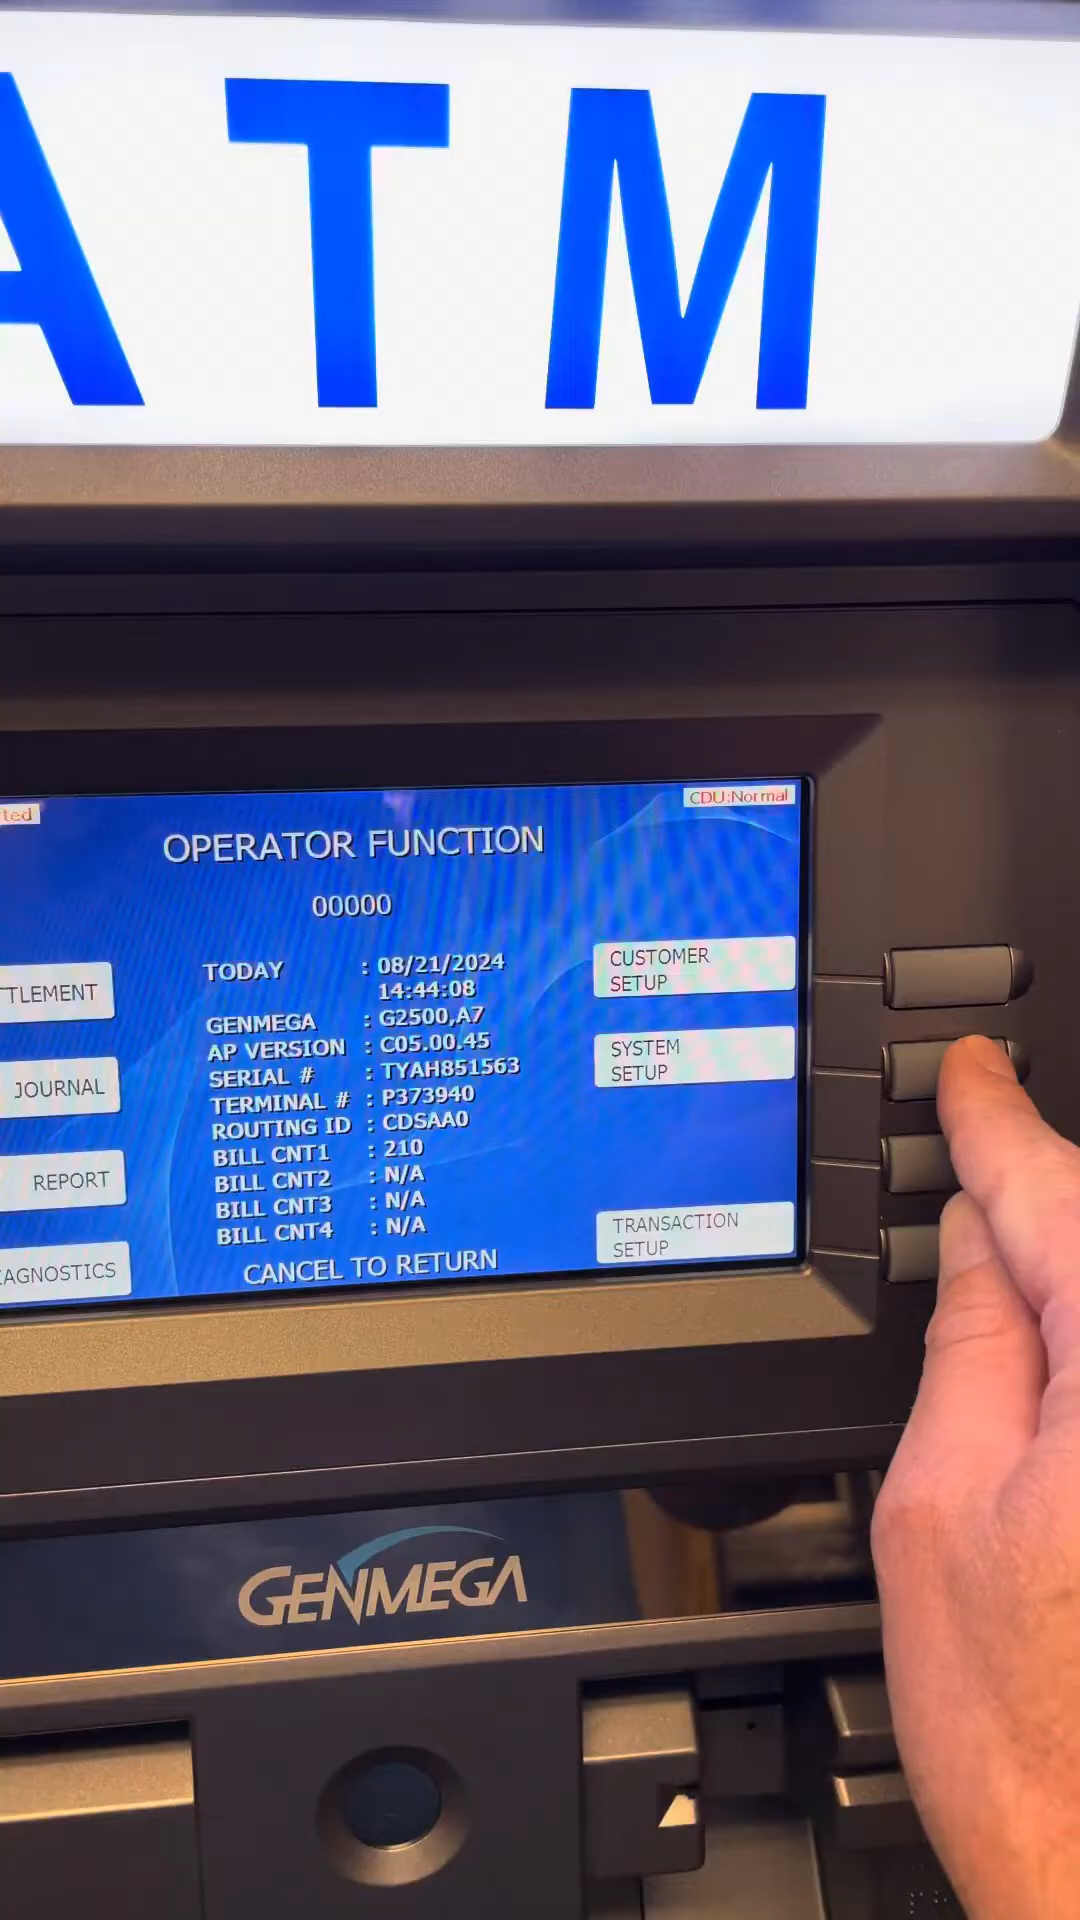 ATM
ted
CDU:Normal
OPERATOR FUNCTION
00000
TODAY : 08/21/2024
14:44:08
GENMEGA : G2500,A7
AP VERSION : C05.00.45
SERIAL # : TYAH851563
TERMINAL # : P373940
ROUTING ID : CDSAA0
BILL CNT1 : 210
BILL CNT2 : N/A
BILL CNT3 : N/A
BILL CNT4 : N/A
CANCEL TO RETURN
TLEMENT
JOURNAL
REPORT
AGNOSTICS
CUSTOMER
SETUP
SYSTEM
SETUP
TRANSACTION
SETUP
GENMEGA